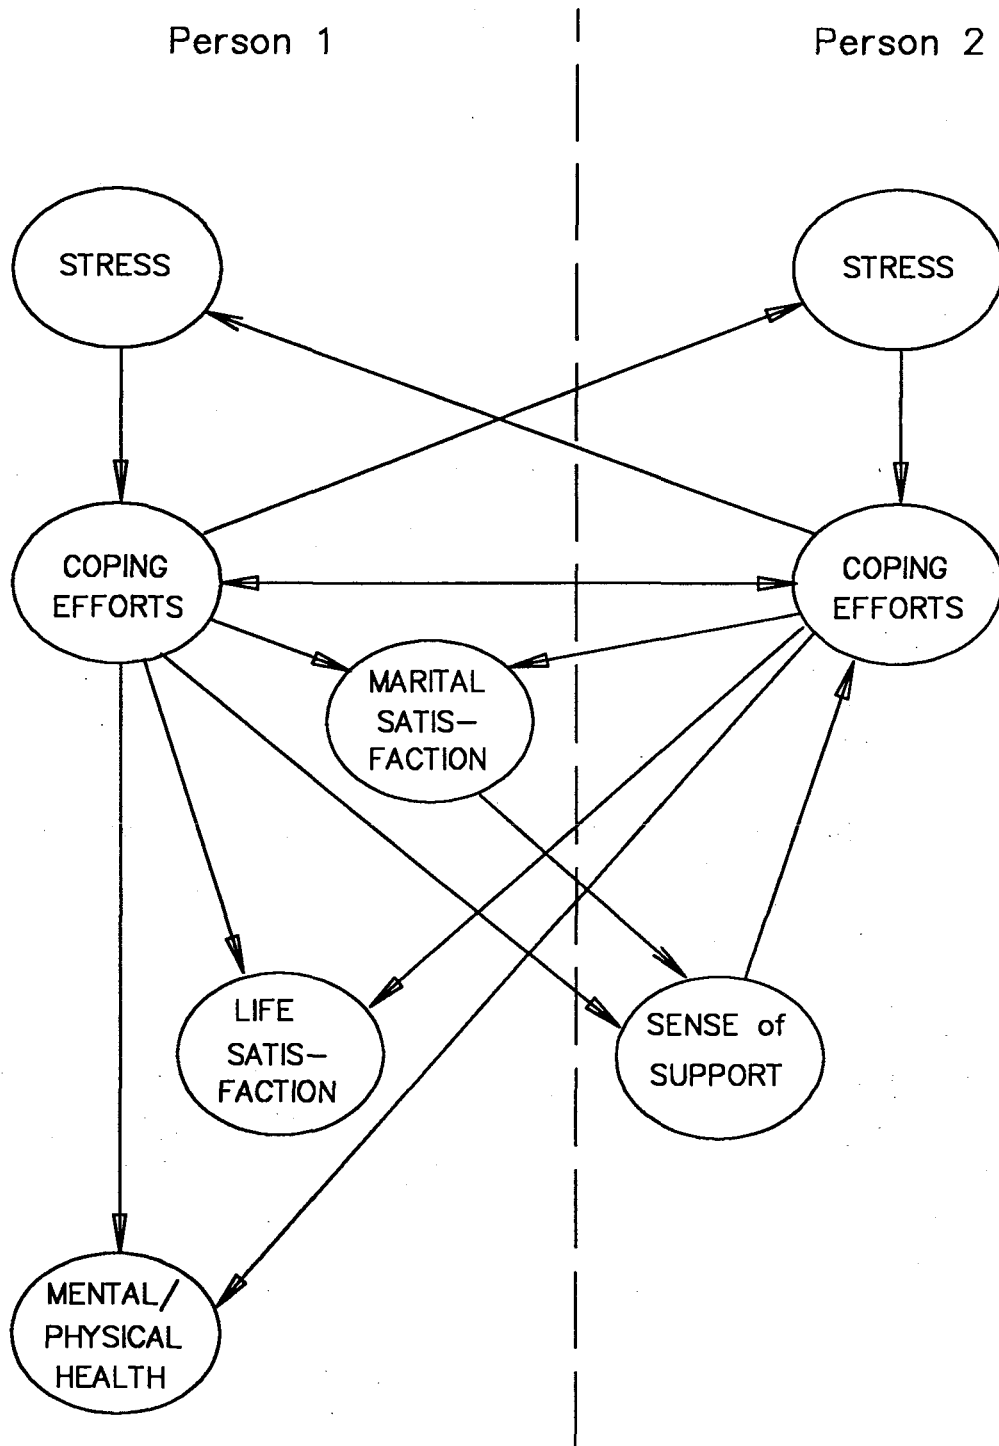 Person 1
Person 2
STRESS
STRESS
COPING
EFFORTS
COPING
EFFORTS
MARITAL
SATIS-
FACTION
LIFE
SATIS-
FACTION
SENSE of
SUPPORT
MENTAL/
PHYSICAL
HEALTH